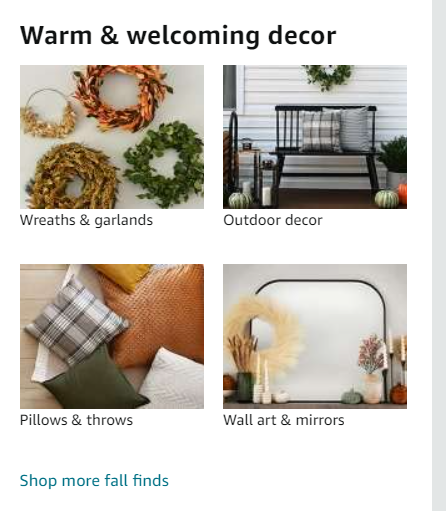 Warm & welcoming decor
Wreaths & garlands
Outdoor decor
Pillows & throws
Wall art & mirrors
Shop more fall finds